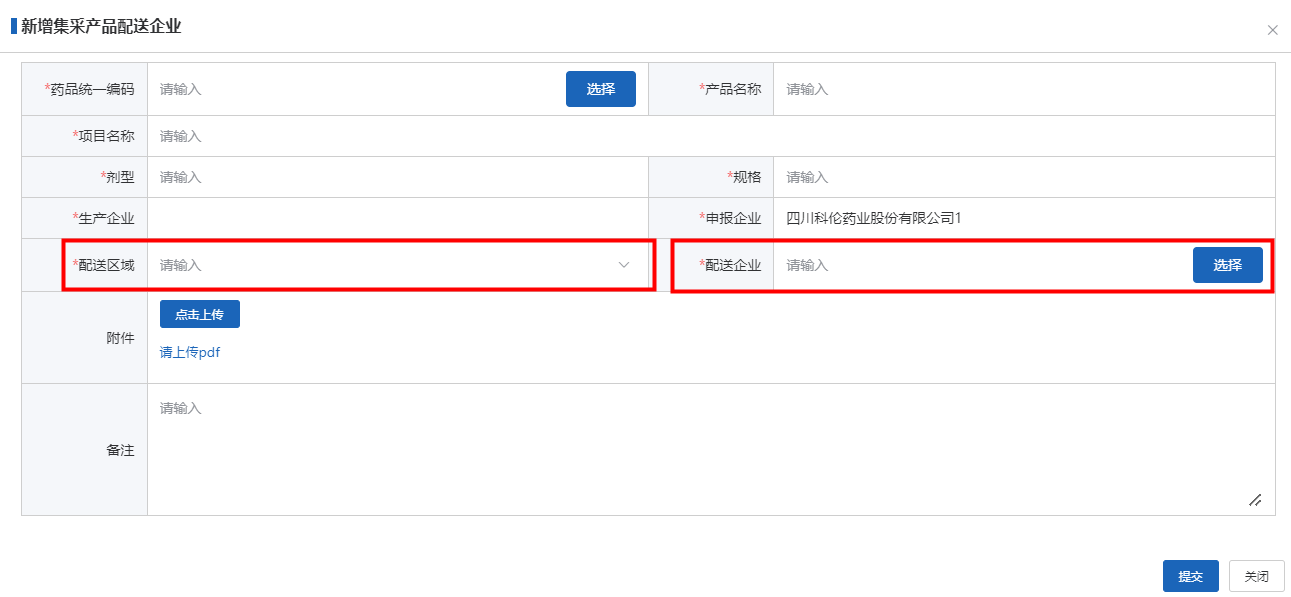 新增集采产品配送企业
*药品统一编码 请输入 选择 *产品名称 请输入
*项目名称 请输入
*剂型 请输入 *规格 请输入
*生产企业 *申报企业 四川科伦药业股份有限公司1
*配送区域 请输入 *配送企业 请输入 选择
附件 点击上传
请上传pdf
备注 请输入
提交 关闭